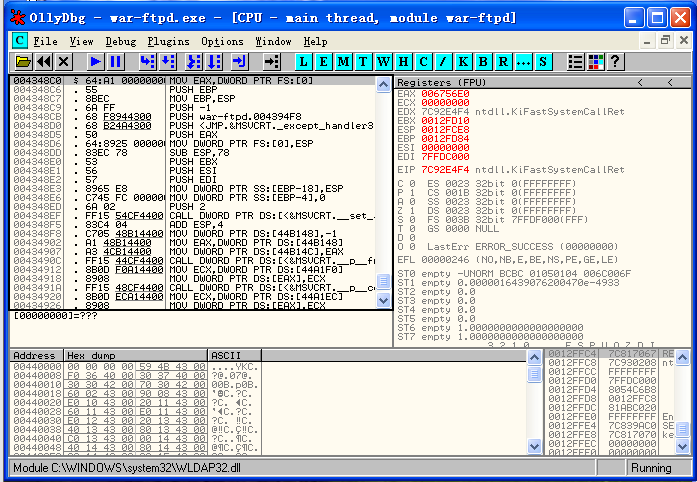 OllyDbg - war-ftpd.exe - [CPU - main thread, module war-ftpd]
C File View Debug Plugins Options Window Help
L E M T W H C / K B R ... S ?
004348C0 $ 64:A1 0000000 MOV EAX,DWORD PTR FS:[0]
004348C6 . 55 PUSH EBP
004348C7 . 8BEC MOV EBP,ESP
004348C9 . 6A FF PUSH -1
004348CB . 68 F8944300 PUSH war-ftpd.004394F8
004348D0 . 68 B24A4300 PUSH <JMP.&MSVCRT._except_handler3
004348D5 . 50 PUSH EAX
004348D6 . 64:8925 00000 MOV DWORD PTR FS:[0],ESP
004348DD . 83EC 78 SUB ESP,78
004348E0 . 53 PUSH EBX
004348E1 . 56 PUSH ESI
004348E2 . 57 PUSH EDI
004348E3 . 8965 E8 MOV DWORD PTR SS:[EBP-18],ESP
004348E6 . C745 FC 00000 MOV DWORD PTR SS:[EBP-4],0
004348ED . 6A 02 PUSH 2
004348EF . FF15 54CF4400 CALL DWORD PTR DS:[<&MSVCRT.__set_
004348F5 . 83C4 04 ADD ESP,4
004348F8 . C705 48B14400 MOV DWORD PTR DS:[44B148],-1
00434902 . A1 48B14400 MOV EAX,DWORD PTR DS:[44B148]
00434907 . A3 4CB14400 MOV DWORD PTR DS:[44B14C],EAX
0043490C . FF15 44CF4400 CALL DWORD PTR DS:[<&MSVCRT.__p__f
00434912 . 8B0D F0A14400 MOV ECX,DWORD PTR DS:[44A1F0]
00434918 . 8908 MOV DWORD PTR DS:[EAX],ECX
0043491A . FF15 48CF4400 CALL DWORD PTR DS:[<&MSVCRT.__p__c
00434920 . 8B0D ECA14400 MOV ECX,DWORD PTR DS:[44A1EC]
00434926 . 8908 MOV DWORD PTR DS:[EAX],ECX
[00000000]=???
Registers (FPU) < <
EAX 006756E0
ECX 00000000
EDX 7C92E4F4 ntdll.KiFastSystemCallRet
EBX 0012FD10
ESP 0012FCE8
EBP 0012FD84
ESI 00000000
EDI 7FFDC000
EIP 7C92E4F4 ntdll.KiFastSystemCallRet
C 0 ES 0023 32bit 0(FFFFFFFF)
P 1 CS 001B 32bit 0(FFFFFFFF)
A 0 SS 0023 32bit 0(FFFFFFFF)
Z 1 DS 0023 32bit 0(FFFFFFFF)
S 0 FS 003B 32bit 7FFDF000(FFF)
T 0 GS 0000 NULL
D 0
O 0 LastErr ERROR_SUCCESS (00000000)
EFL 00000246 (NO,NB,E,BE,NS,PE,GE,LE)
ST0 empty -UNORM BCBC 01050104 006C006F
ST1 empty 0.0000016439076200470e-4933
ST2 empty 0.0
ST3 empty 0.0
ST4 empty 0.0
ST5 empty 0.0
ST6 empty 1.0000000000000000000
ST7 empty 1.0000000000000000000
3 2 1 0 E S P U O Z D I
Address Hex dump ASCII
00440000 00 00 00 00 59 4B 43 00 ....YKC.
00440008 F0 36 40 00 30 37 40 00 ?@.07@.
00440010 30 30 42 00 70 30 42 00 00B.p0B.
00440018 60 02 43 00 90 08 43 00
00440020 E0 10 43 00 20 11 43 00
00440028 60 11 43 00 E0 11 43 00
00440030 20 12 43 00 E0 13 43 00
00440038 40 13 43 00 80 13 43 00
00440040 C0 13 43 00 00 14 43 00
00440048 40 14 43 00 80 14 43 00
0012FFC4 7C817067 RE
0012FFC8 7C930208 nt
0012FFCC FFFFFFFF
0012FFD0 7FFDC000
0012FFD4 8054C6B8
0012FFD8 0012FFC8
0012FFDC 81ABC020
0012FFE0 FFFFFFFF En
0012FFE4 7C839AC0 SE
0012FFE8 7C817070 ke
0012FFEC 00000000
Module C:\WINDOWS\system32\WLDAP32.dll
Running